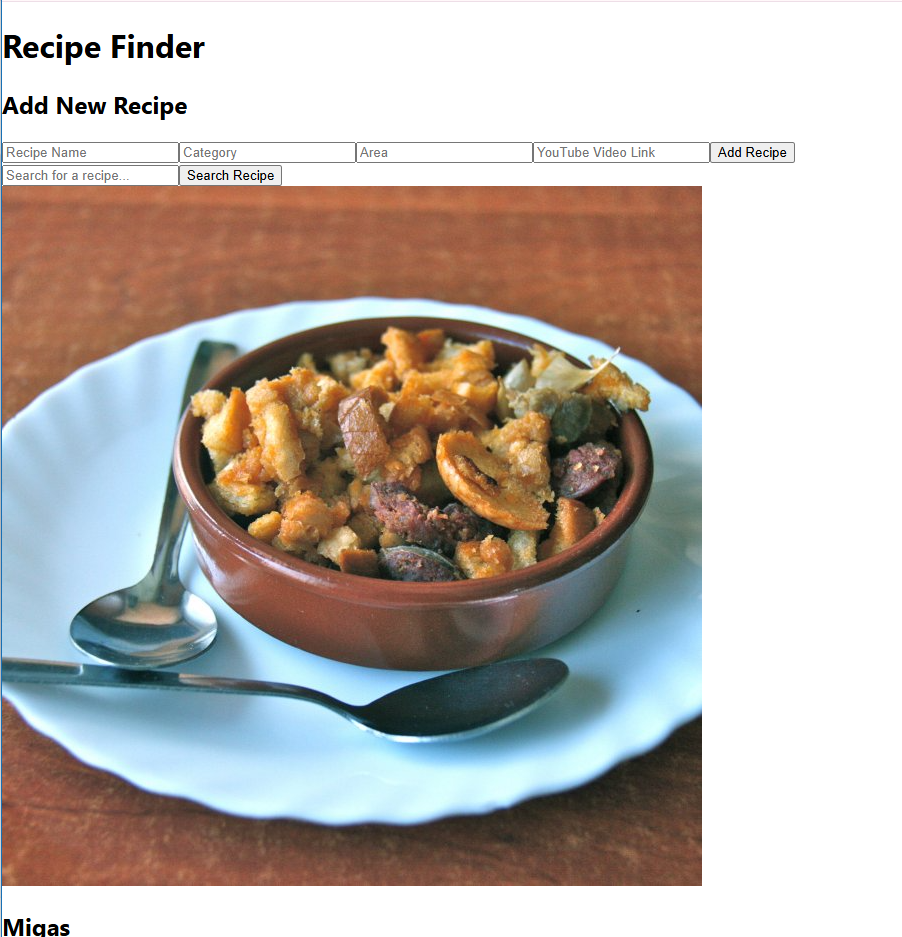 Recipe Finder
Add New Recipe
Recipe Name Category Area YouTube Video Link Add Recipe
Search for a recipe... Search Recipe
Migas